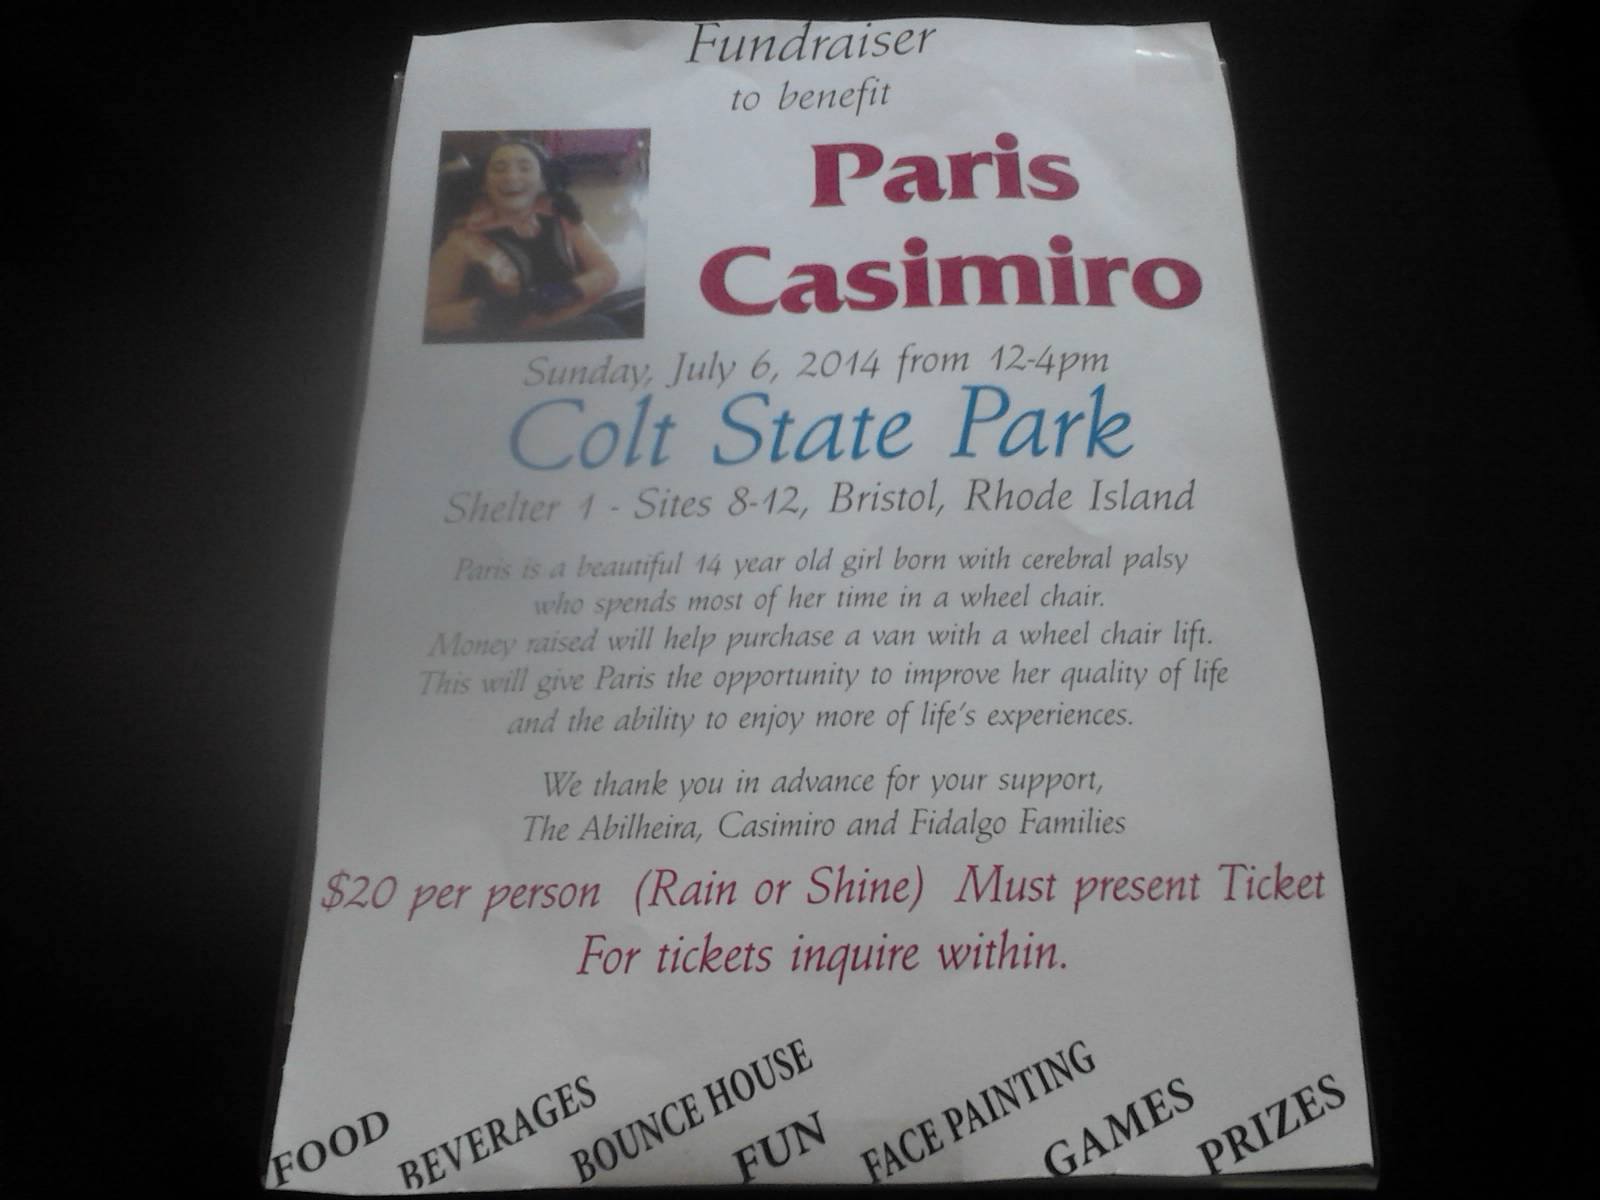 Fundraiser
to benefit
Paris
Casimiro
Sunday, July 6, 2014 from 12-4pm
Colt State Park
Shelter 1 - Sites 8-12, Bristol, Rhode Island
Paris is a beautiful 14 year old girl born with cerebral palsy
who spends most of her time in a wheel chair.
Money raised will help purchase a van with a wheel chair lift.
This will give Paris the opportunity to improve her quality of life
and the ability to enjoy more of life's experiences.
We thank you in advance for your support,
The Abilheira, Casimiro and Fidalgo Families
$20 per person (Rain or Shine) Must present Ticket
For tickets inquire within.
FOOD
BEVERAGES
BOUNCE HOUSE
FUN
FACE PAINTING
GAMES
PRIZES